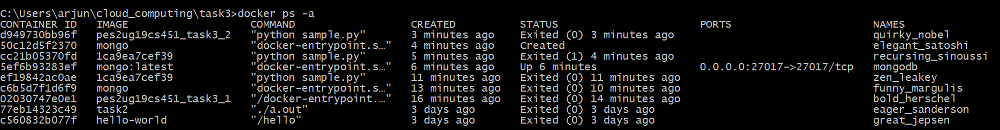 C:\Users\arjun\cloud_computing\task3>docker ps -a
CONTAINER ID   IMAGE                   COMMAND                  CREATED          STATUS                      PORTS                      NAMES
d949730bb96f   pes2ug19cs451_task3_2   "python sample.py"       3 minutes ago    Exited (0) 3 minutes ago                               quirky_nobel
50c12d5f2370   mongo                   "docker-entrypoint.s…"   4 minutes ago    Created                                                elegant_satoshi
cc21b05370fd   1ca9ea7cef39            "python sample.py"       5 minutes ago    Exited (1) 4 minutes ago                               recursing_sinoussi
5ef6b93283ef   mongo:latest            "docker-entrypoint.s…"   6 minutes ago    Up 6 minutes                0.0.0.0:27017->27017/tcp   mongodb
ef19842ac0ae   1ca9ea7cef39            "python sample.py"       11 minutes ago   Exited (0) 11 minutes ago                              zen_leakey
c6b5d7f1d6f9   mongo                   "docker-entrypoint.s…"   13 minutes ago   Exited (0) 10 minutes ago                              funny_margulis
02030747e0e1   pes2ug19cs451_task3_1   "/docker-entrypoint.…"   16 minutes ago   Exited (0) 14 minutes ago                              bold_herschel
77eb14323c49   task2                   "./a.out"                3 days ago       Exited (0) 3 days ago                                  eager_sanderson
c560832b077f   hello-world             "/hello"                 3 days ago       Exited (0) 3 days ago                                  great_jepsen